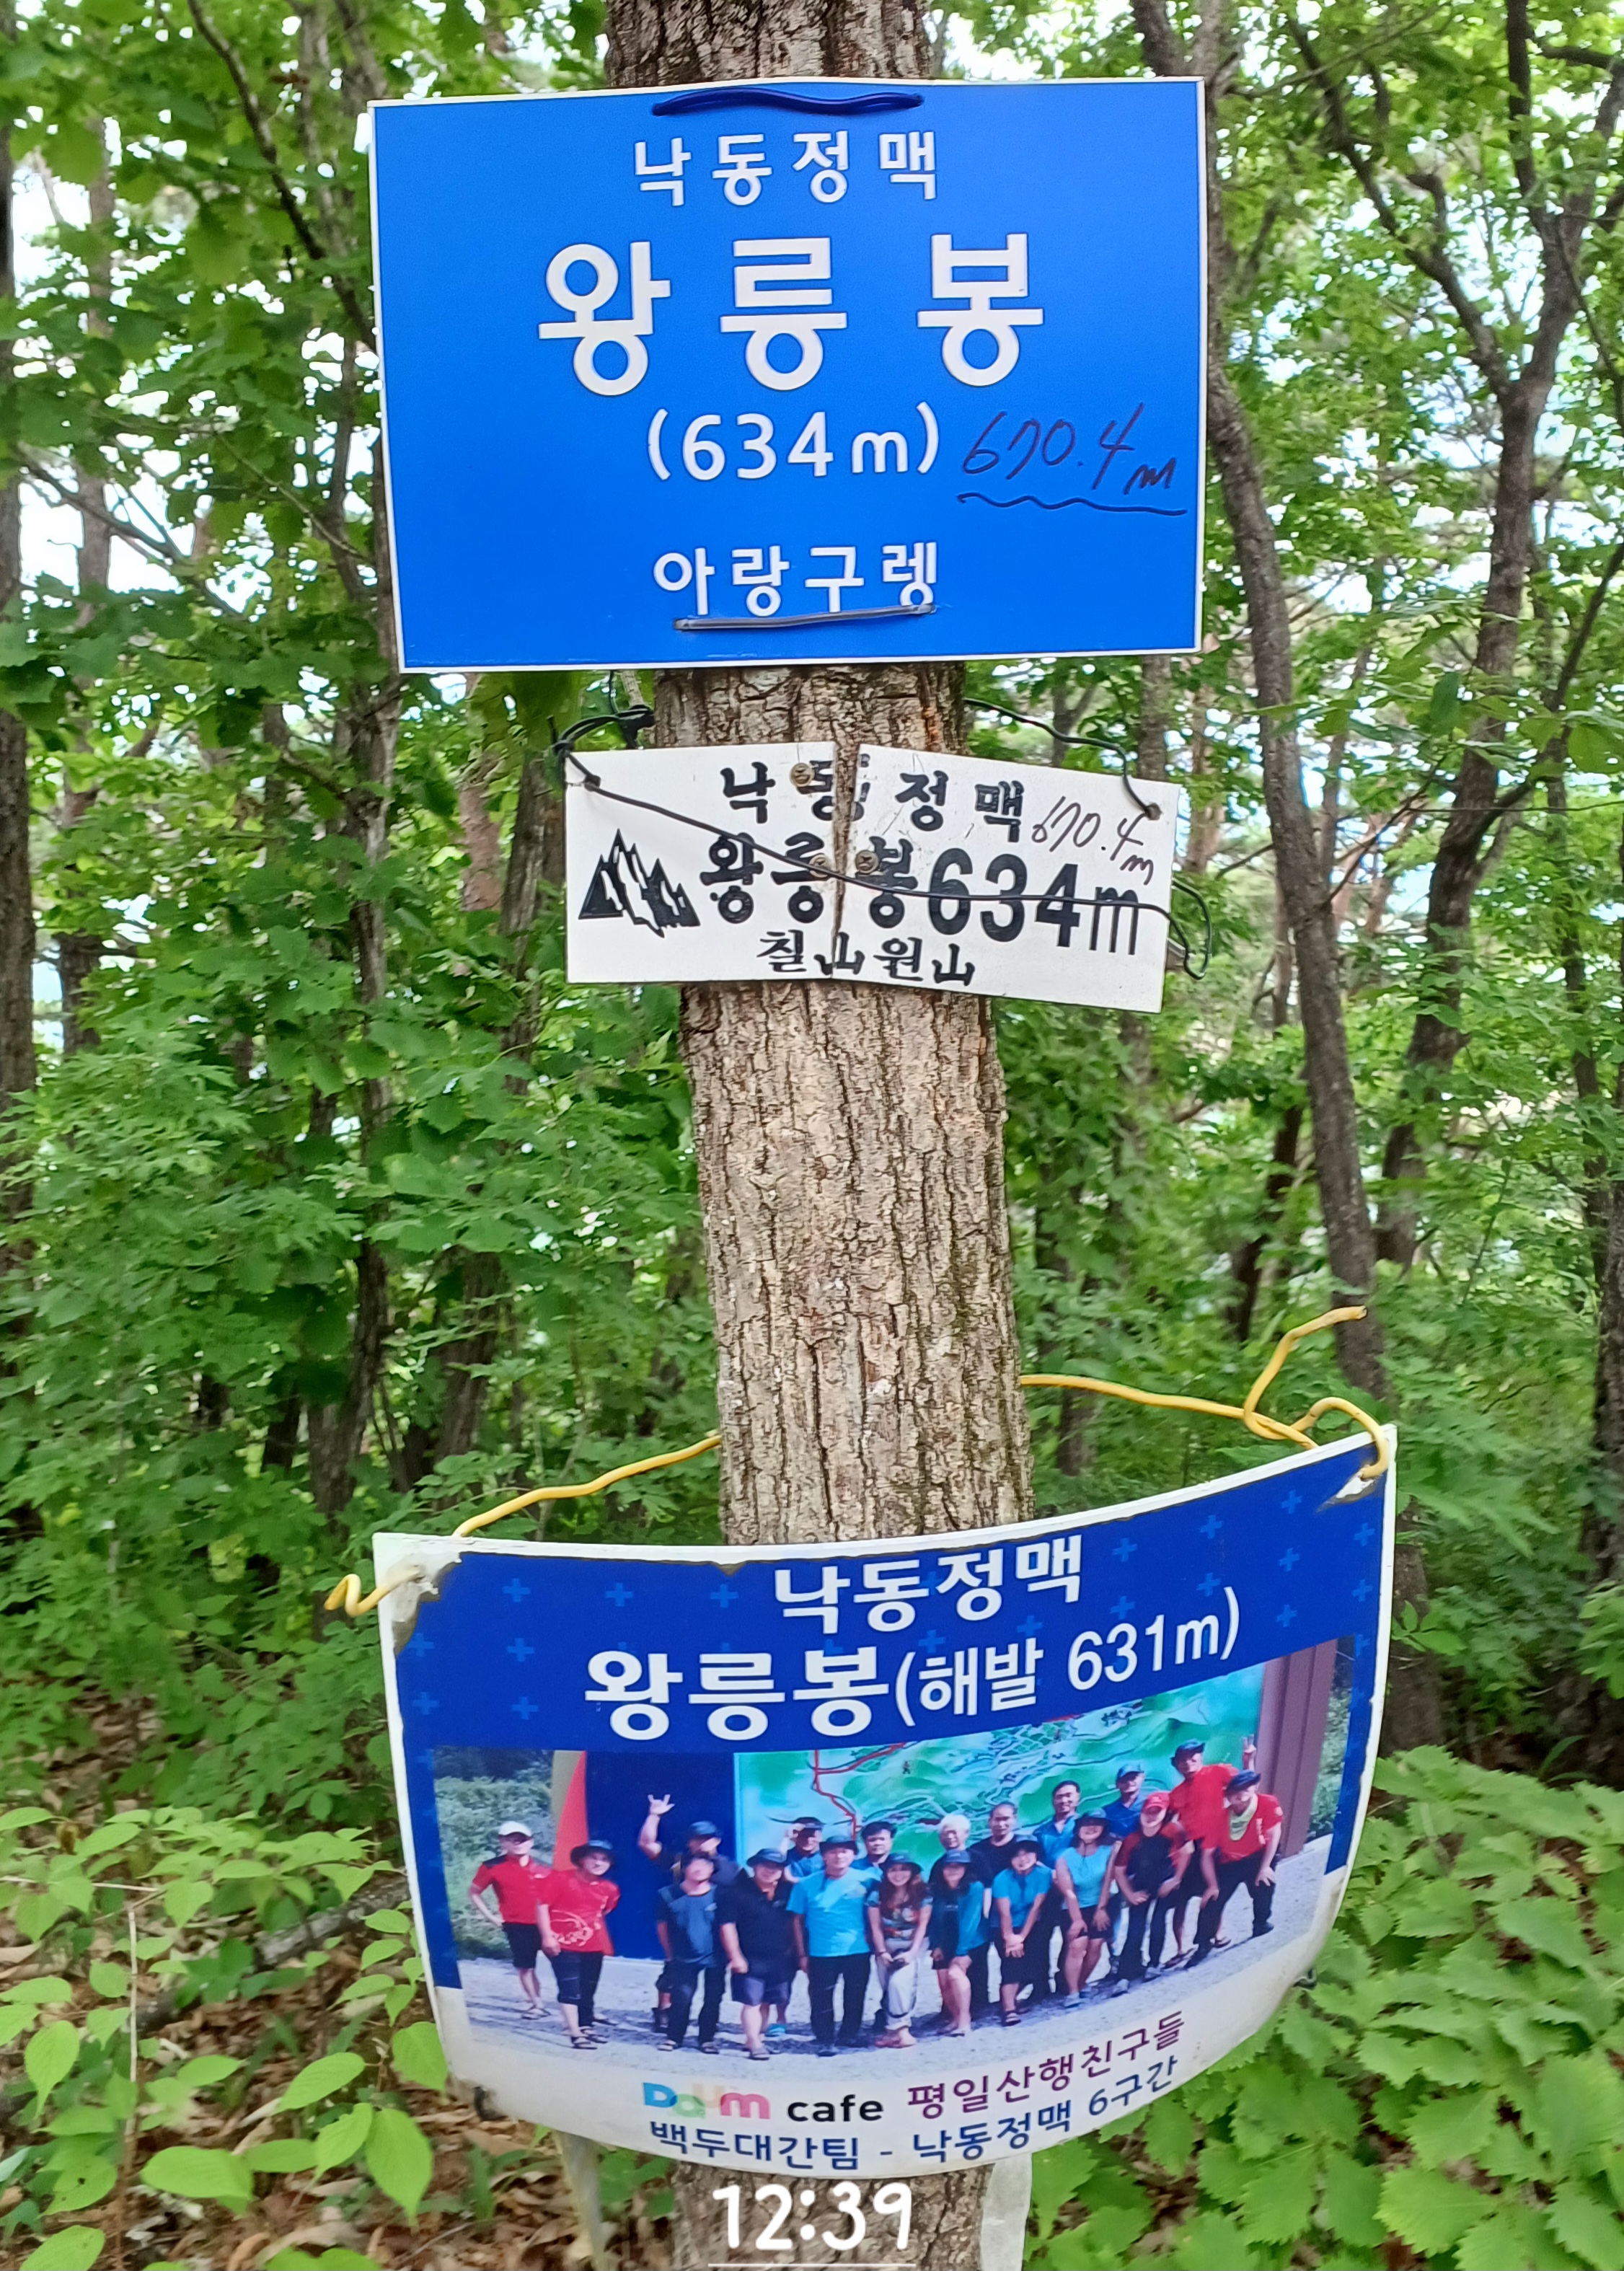 낙동정맥
왕릉봉
(634m) 670.4m
아랑구렝
낙동정맥 670.4m
왕릉봉634m
칠山원山
낙동정맥
왕릉봉(해발 631m)
Daum cafe 평일산행친구들
백두대간팀 - 낙동정맥 6구간
12:39